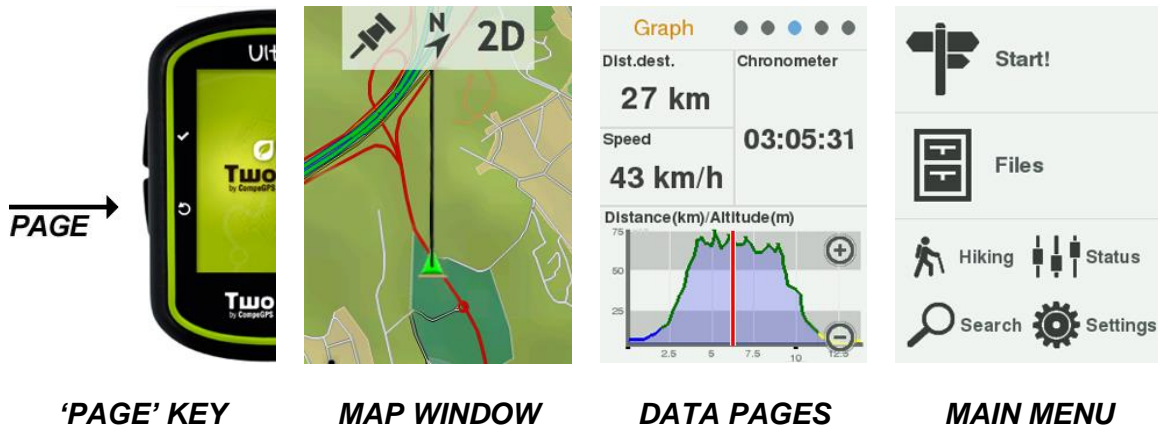 PAGE
Ult
Two
by CompeGPS
Two
by CompeGPS
N
2D
Graph
Dist.dest.
27 km
Chronometer
03:05:31
Speed
43 km/h
Distance(km)/Altitude(m)
75
50
25
2.5 5 7.5 10 12.5
Start!
Files
Hiking Status
Search Settings
‘PAGE’ KEY MAP WINDOW DATA PAGES MAIN MENU